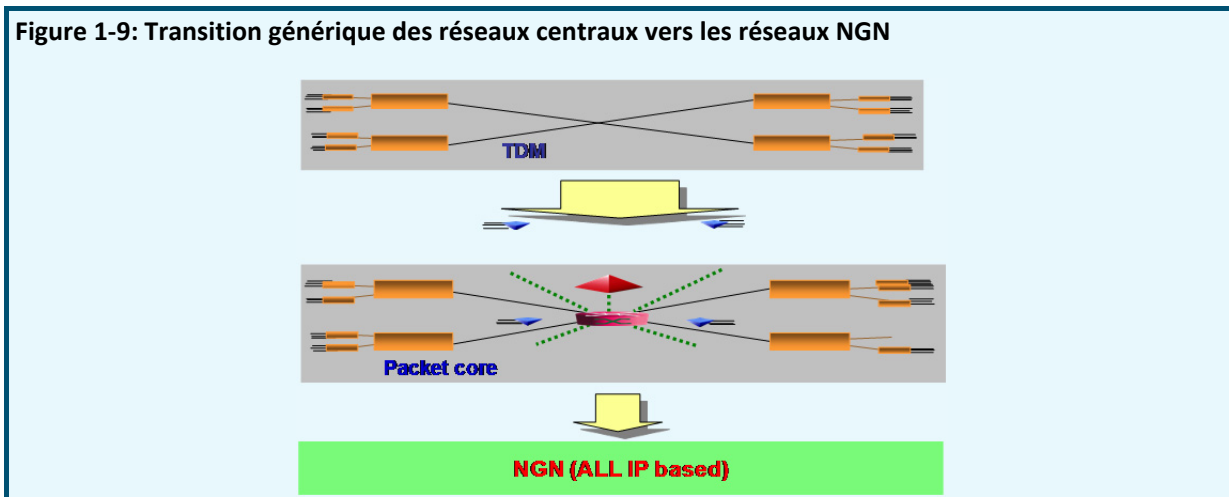 Figure 1-9: Transition générique des réseaux centraux vers les réseaux NGN
TDM
Packet core
NGN (ALL IP based)